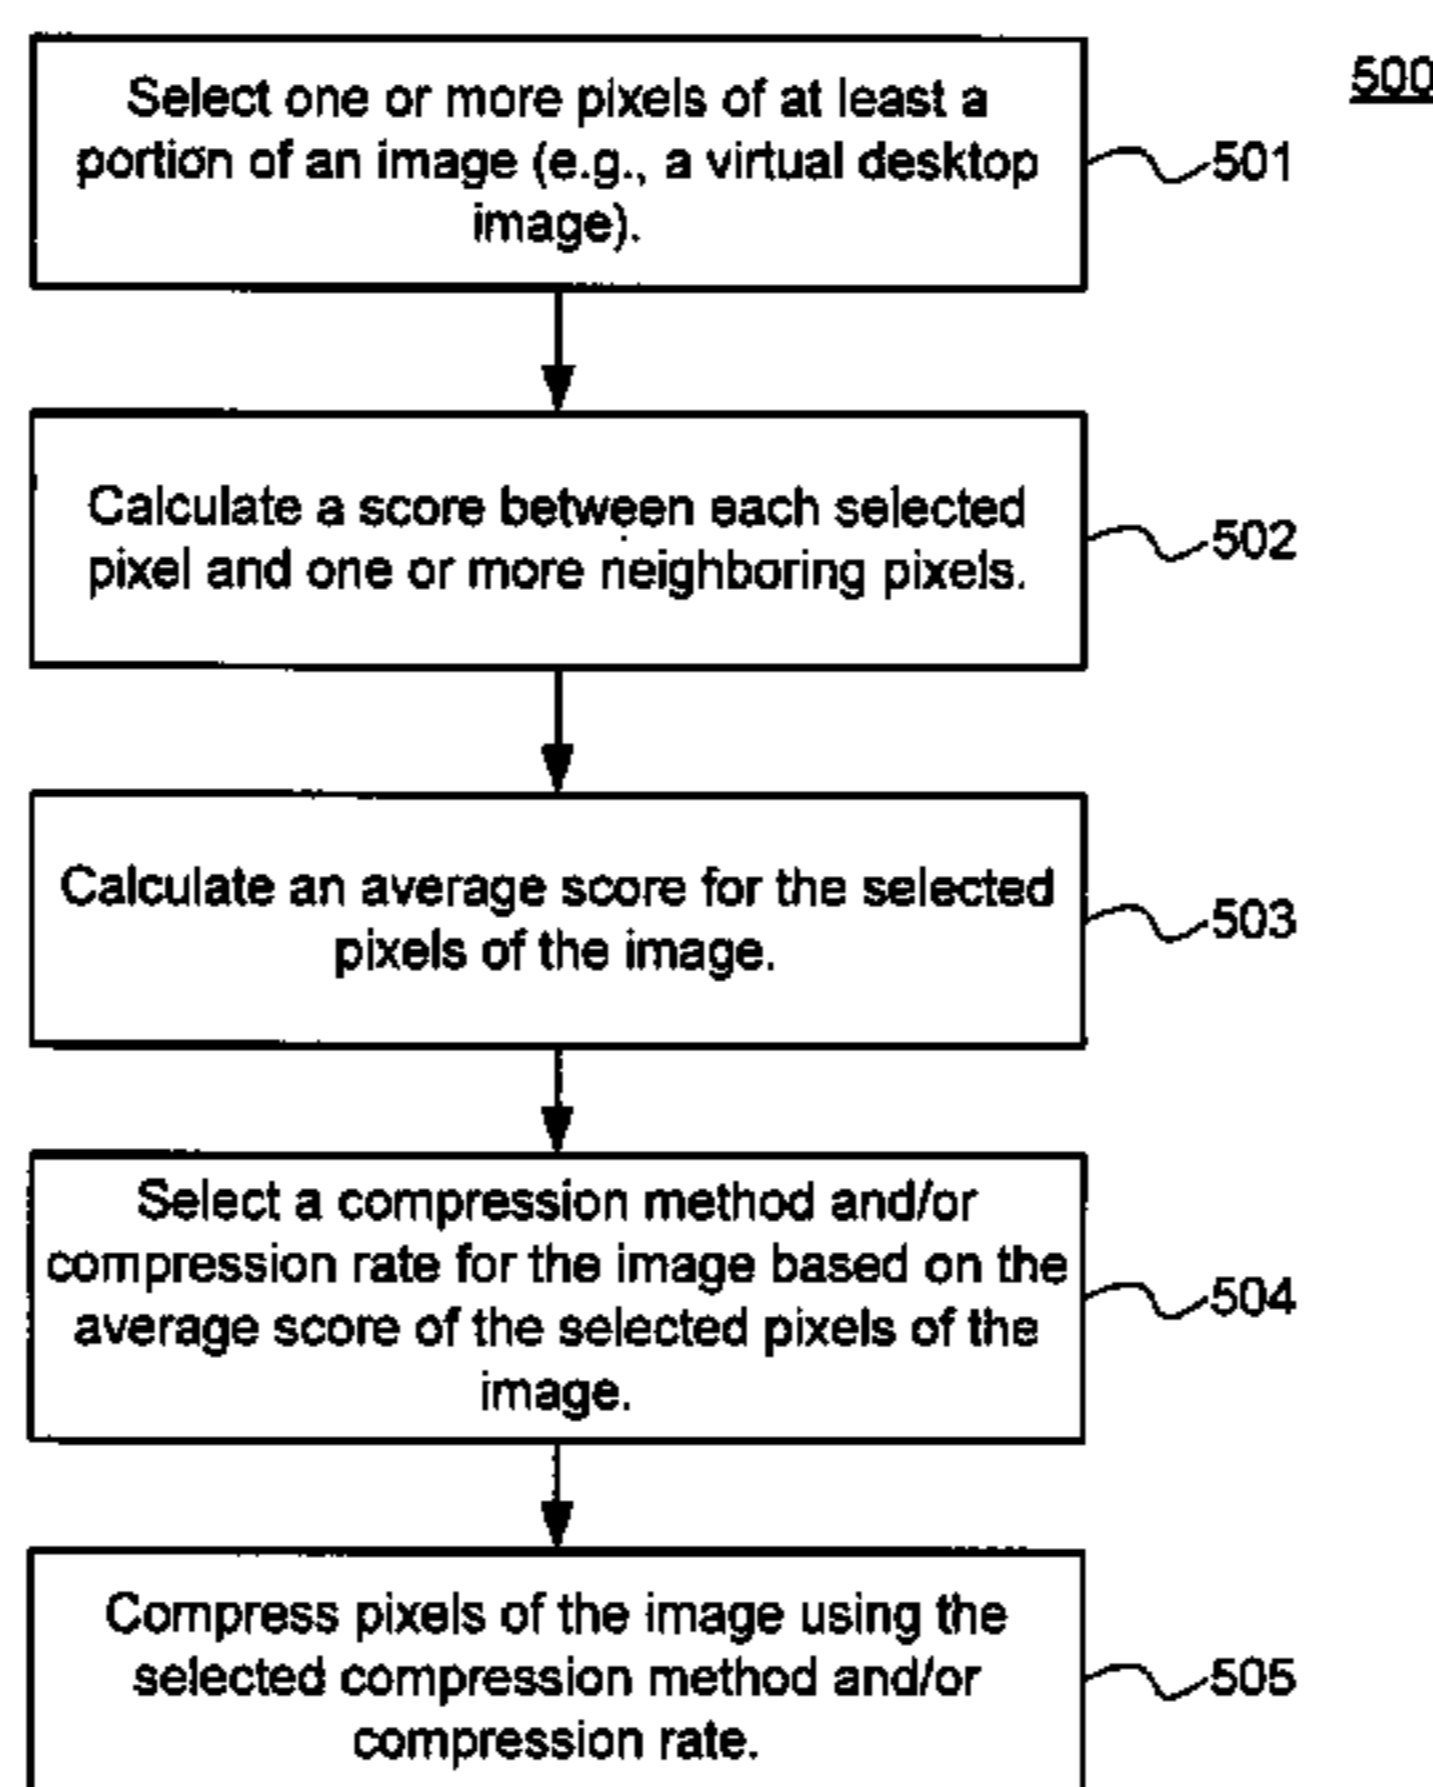 500
Select one or more pixels of at least a
portion of an image (e.g., a virtual desktop
image).
501
Calculate a score between each selected
pixel and one or more neighboring pixels.
502
Calculate an average score for the selected
pixels of the image.
503
Select a compression method and/or
compression rate for the image based on the
average score of the selected pixels of the
image.
504
Compress pixels of the image using the
selected compression method and/or
compression rate.
505